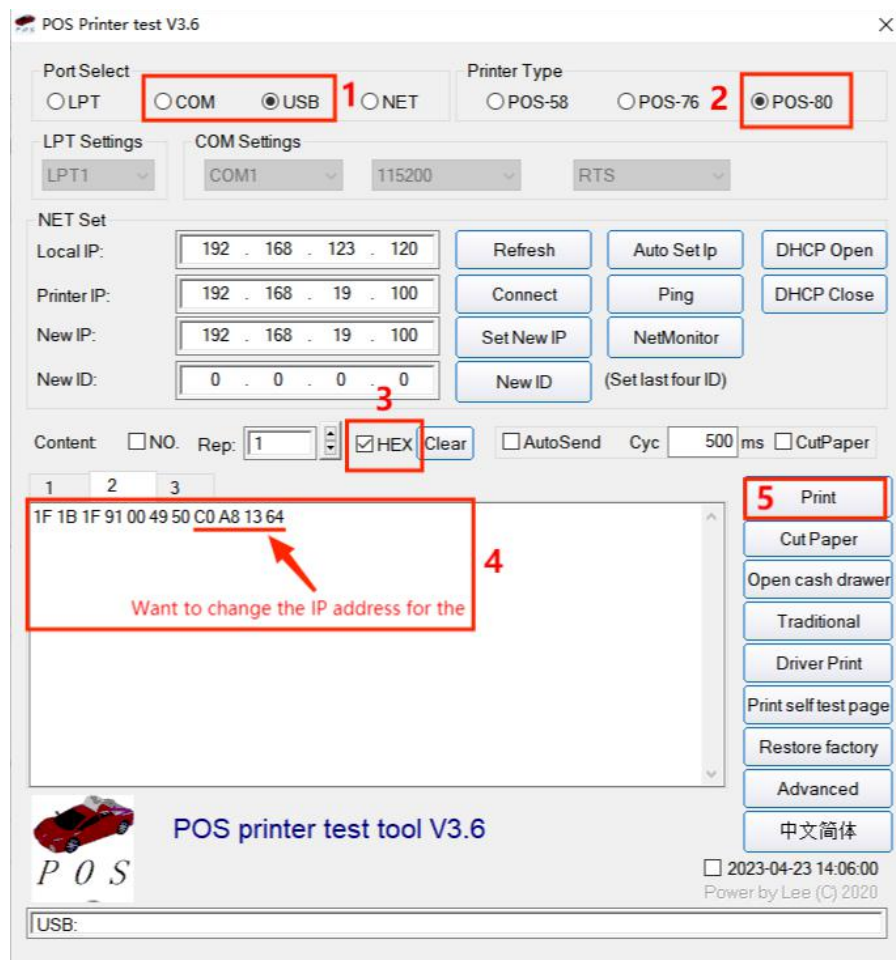 POS Printer test V3.6
Port Select
Printer Type
LPT COM USB 1 NET POS-58 POS-76 2 POS-80
LPT Settings COM Settings
LPT1 COM1 115200 RTS
NET Set
Local IP: 192 . 168 . 123 . 120 Refresh Auto Set Ip DHCP Open
Printer IP: 192 . 168 . 19 . 100 Connect Ping DHCP Close
New IP: 192 . 168 . 19 . 100 Set New IP NetMonitor
New ID: 0 . 0 . 0 . 0 New ID (Set last four ID)
3
Content: NO. Rep: 1 HEX Clear AutoSend Cyc 500 ms CutPaper
1 2 3
1F 1B 1F 91 00 49 50 C0 A8 13 64
4
Want to change the IP address for the
5 Print
Cut Paper
Open cash drawer
Traditional
Driver Print
Print self test page
Restore factory
Advanced
中文简体
POS printer test tool V3.6
POS
2023-04-23 14:06:00
Power by Lee (C) 2020
USB: